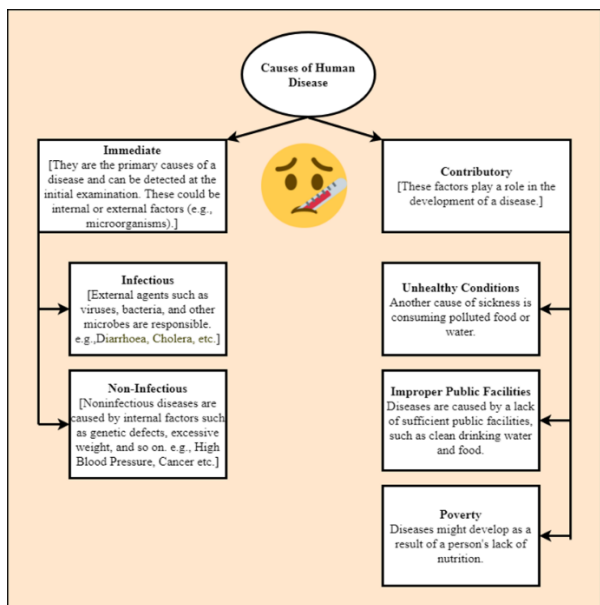 Causes of Human
Disease
Immediate
[They are the primary causes of a
disease and can be detected at the
initial examination. These could be
internal or external factors (e.g.,
microorganisms).]
Infectious
[External agents such as
viruses, bacteria, and other
microbes are responsible.
e.g.,Diarrhoea, Cholera, etc.]
Non-Infectious
[Noninfectious diseases are
caused by internal factors such
as genetic defects, excessive
weight, and so on. e.g., High
Blood Pressure, Cancer etc.]
Contributory
[These factors play a role in the
development of a disease.]
Unhealthy Conditions
Another cause of sickness is
consuming polluted food or
water.
Improper Public Facilities
Diseases are caused by a lack
of sufficient public facilities,
such as clean drinking water
and food.
Poverty
Diseases might develop as a
result of a person's lack of
nutrition.